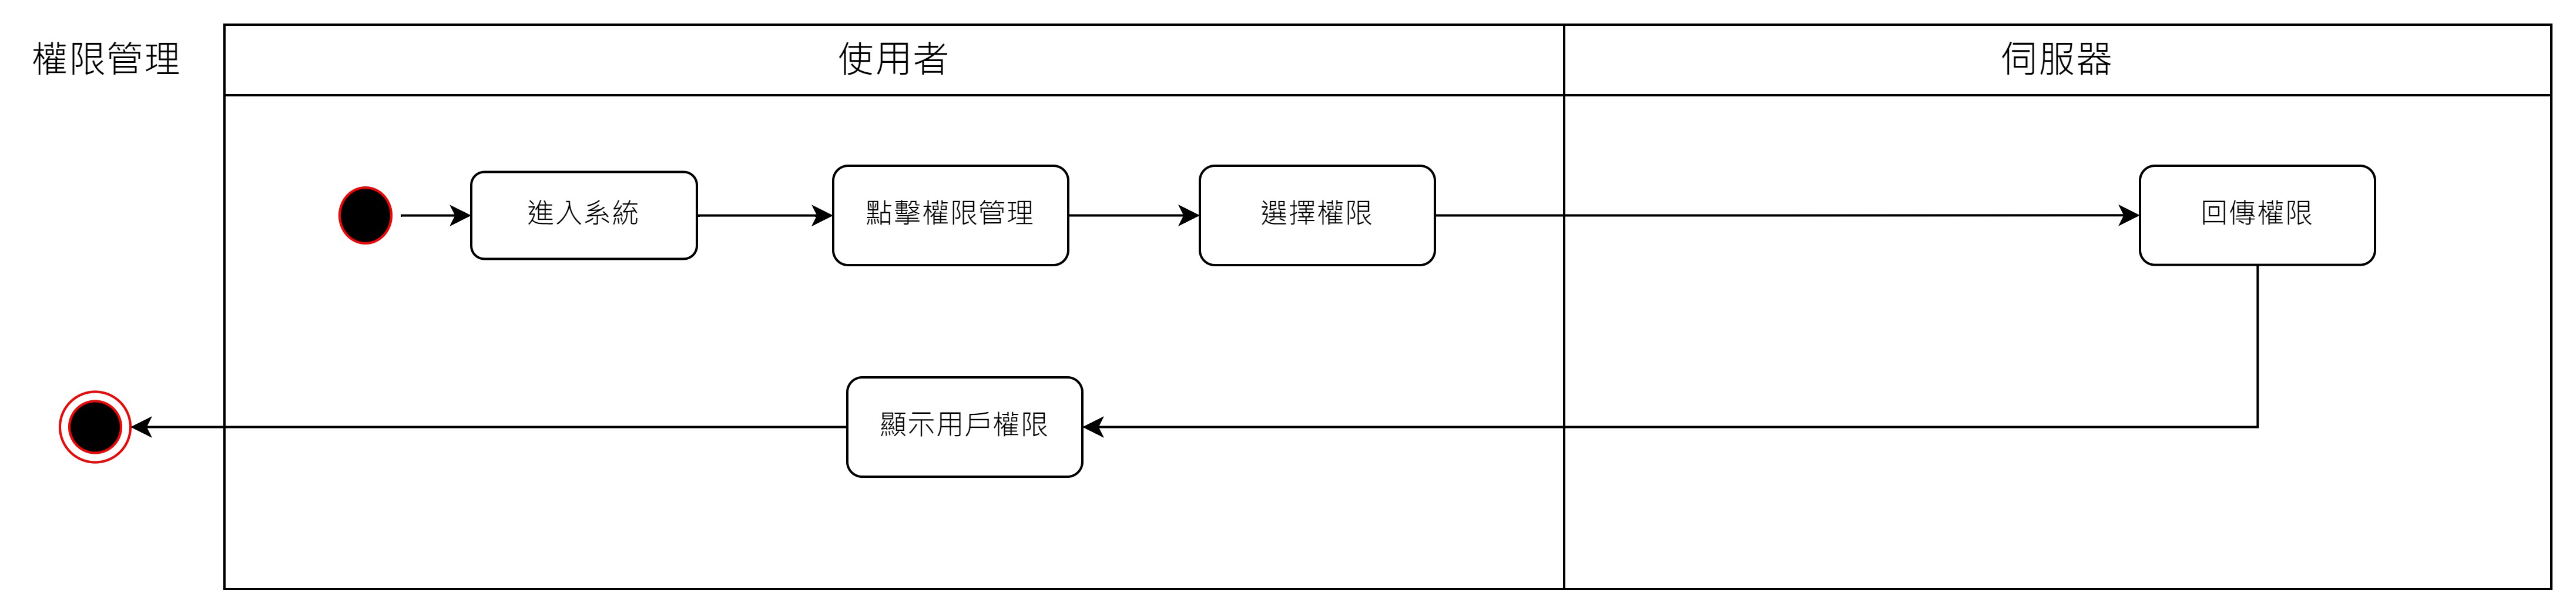 權限管理
使用者
伺服器
進入系統
點擊權限管理
選擇權限
回傳權限
顯示用戶權限